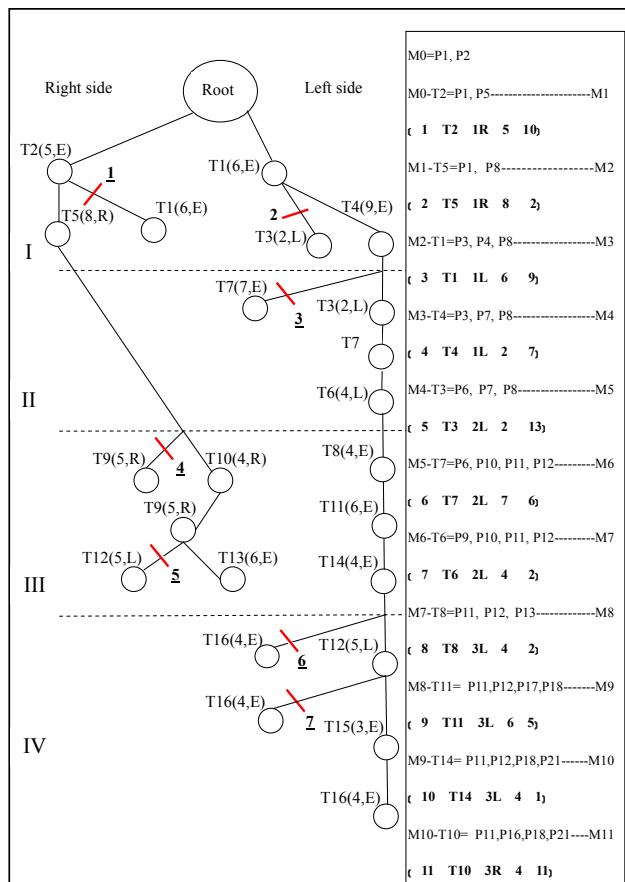 Right side
Root
Left side
T2(5,E)
1
T1(6,E)
T5(8,R)
T1(6,E)
2
T4(9,E)
T3(2,L)
I
T7(7,E)
T3(2,L)
3
T7
T6(4,L)
II
T9(5,R)
T10(4,R)
T8(4,E)
4
T9(5,R)
T11(6,E)
T12(5,L)
T13(6,E)
T14(4,E)
5
III
T16(4,E)
T12(5,L)
6
T16(4,E)
T15(3,E)
7
IV
T16(4,E)
M0=P1, P2
M0-T2=P1, P5---------------------M1
( 1 T2 1R 5 10)
M1-T5=P1, P8--------------------M2
( 2 T5 1R 8 2)
M2-T1=P3, P4, P8----------------M3
( 3 T1 1L 6 9)
M3-T4=P3, P7, P8----------------M4
( 4 T4 1L 2 7)
M4-T3=P6, P7, P8----------------M5
( 5 T3 2L 2 13)
M5-T7=P6, P10, P11, P12------M6
( 6 T7 2L 7 6)
M6-T6=P9, P10, P11, P12--------M7
( 7 T6 2L 4 2)
M7-T8=P11, P12, P13-----------M8
( 8 T8 3L 4 2)
M8-T11= P11,P12,P17,P18------M9
( 9 T11 3L 6 5)
M9-T14= P11,P12,P18,P21------M10
( 10 T14 3L 4 1)
M10-T10= P11,P16,P18,P21----M11
( 11 T10 3R 4 11)